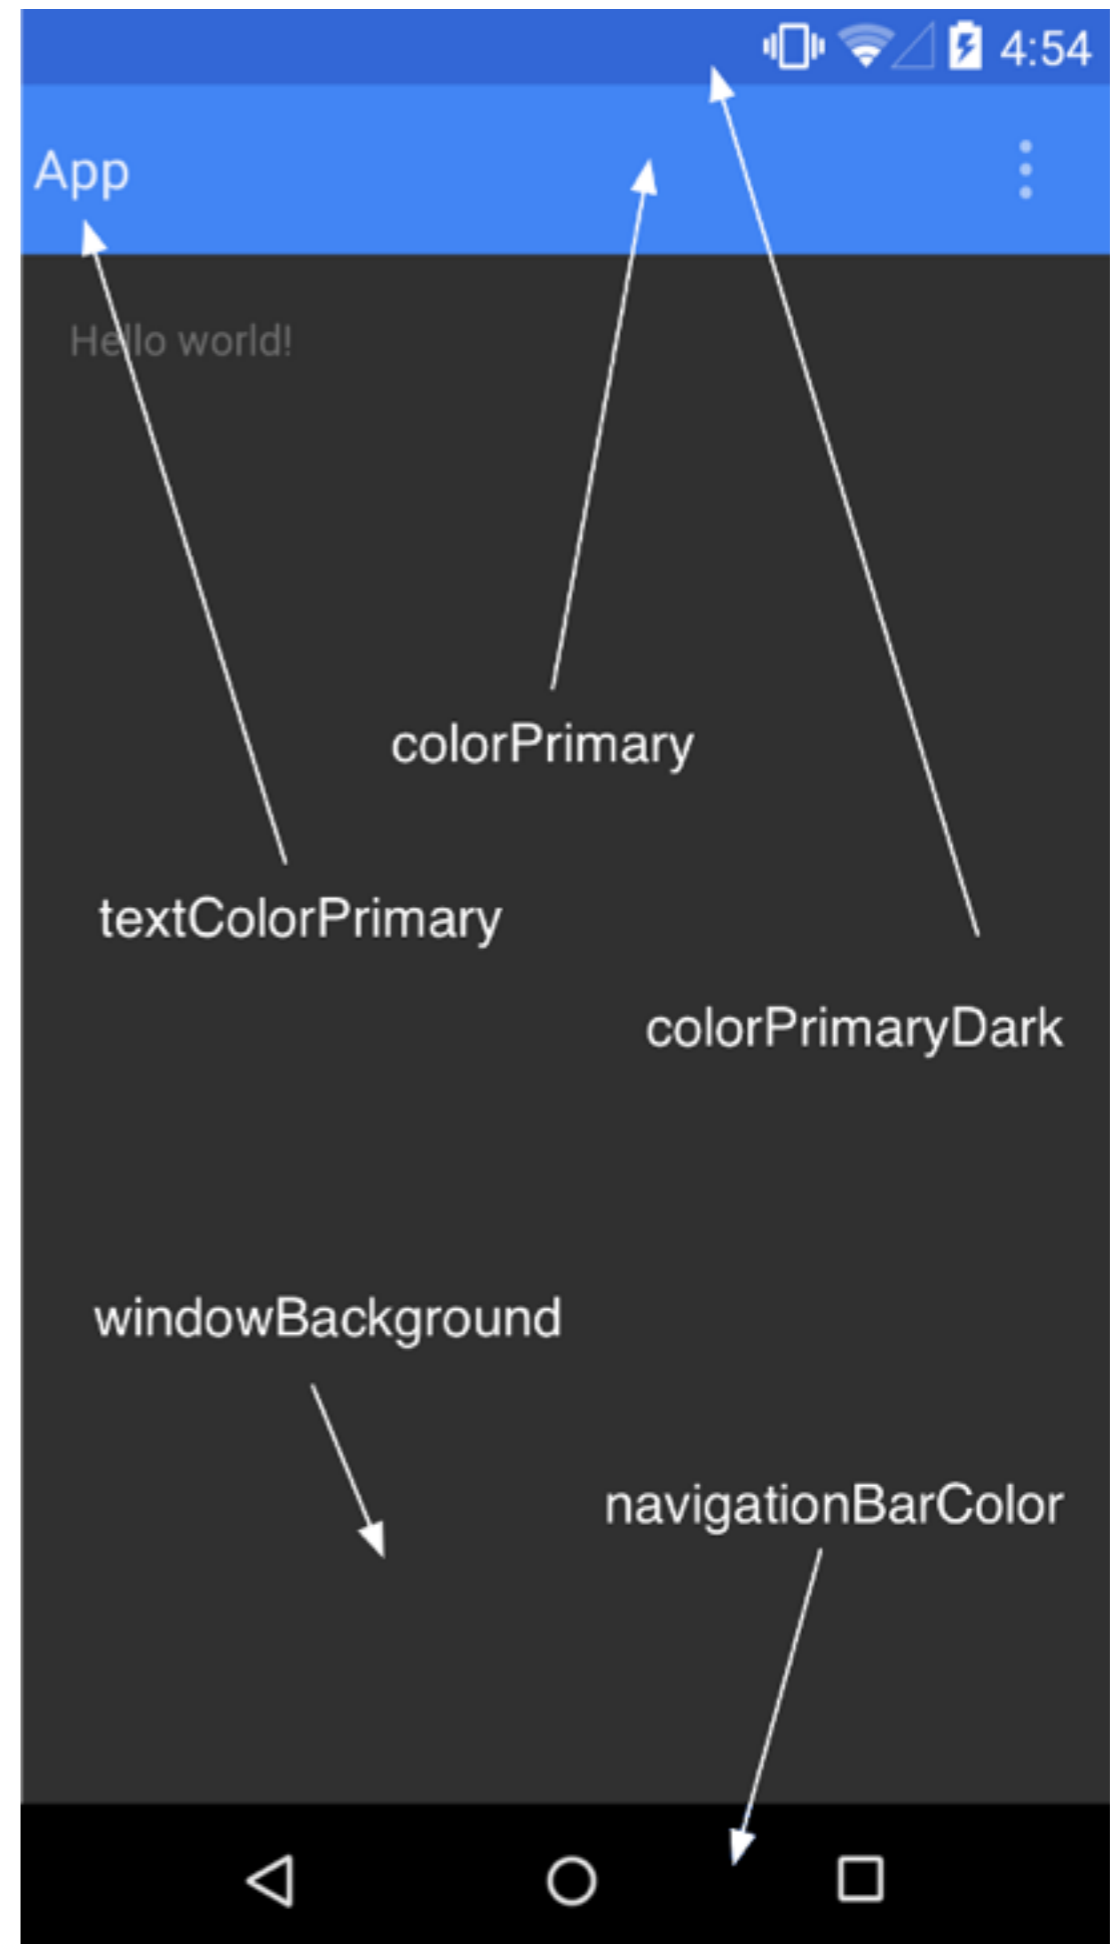 4:54
App
Hello world!
colorPrimary
textColorPrimary
colorPrimaryDark
windowBackground
navigationBarColor